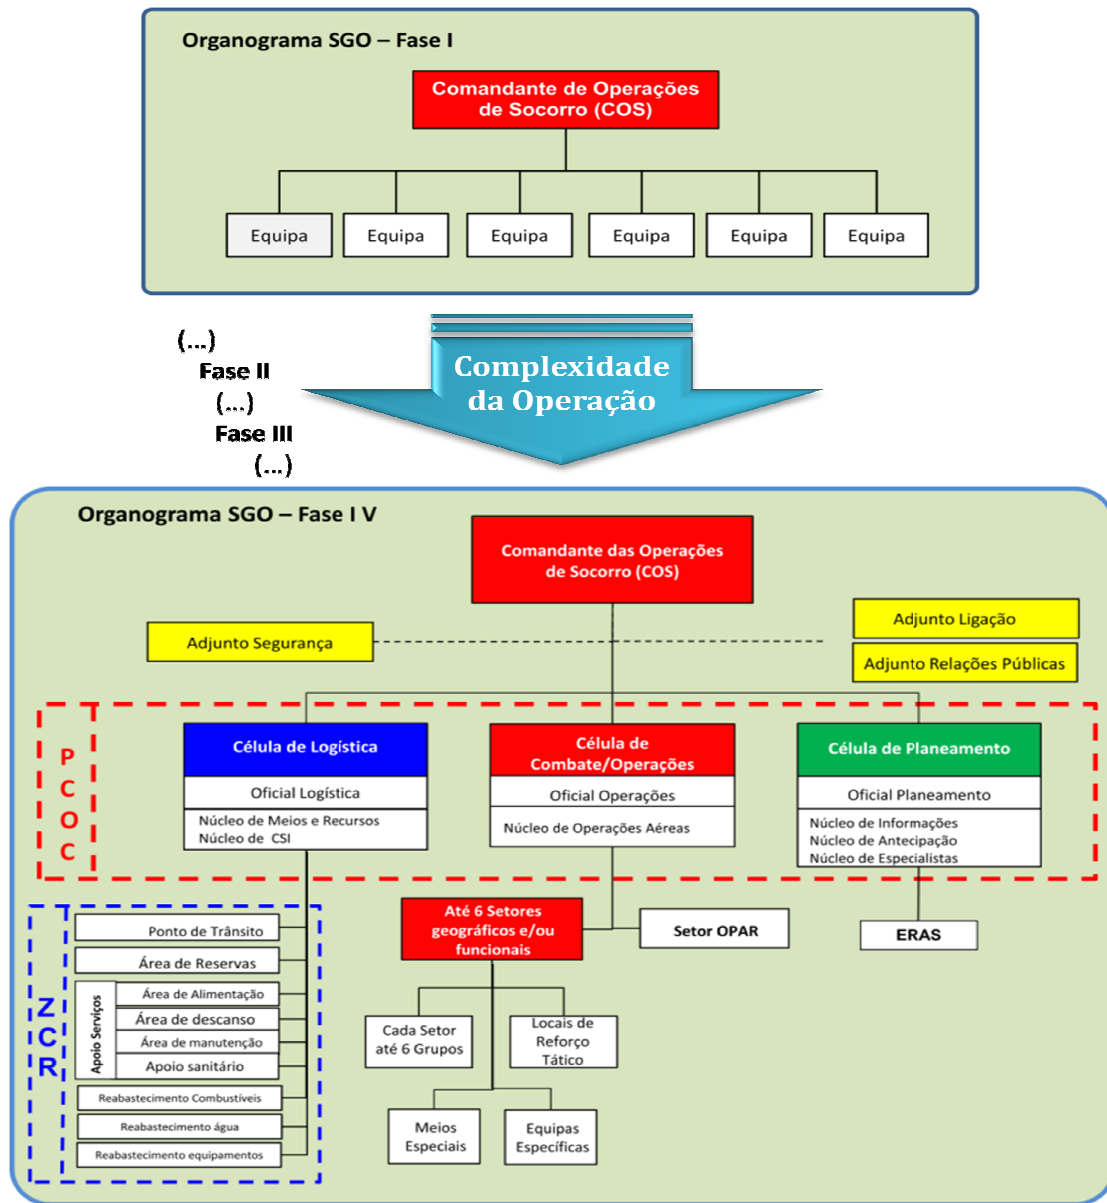 Organograma SGO – Fase I
Comandante de Operações
de Socorro (COS)
Equipa
Equipa
Equipa
Equipa
Equipa
Equipa
(...)
Fase II
(...)
Fase III
(...)
Complexidade
da Operação
Organograma SGO – Fase I V
Comandante das Operações
de Socorro (COS)
Adjunto Segurança
Adjunto Ligação
Adjunto Relações Públicas
PCOC
Célula de Logística
Oficial Logística
Núcleo de Meios e Recursos
Núcleo de CSI
Célula de
Combate/Operações
Oficial Operações
Núcleo de Operações Aéreas
Célula de Planeamento
Oficial Planeamento
Núcleo de Informações
Núcleo de Antecipação
Núcleo de Especialistas
ZCR
Ponto de Trânsito
Área de Reservas
Apoio Serviços
Área de Alimentação
Área de descanso
Área de manutenção
Apoio sanitário
Reabastecimento Combustíveis
Reabastecimento água
Reabastecimento equipamentos
Até 6 Setores
geográficos e/ou
funcionais
Setor OPAR
ERAS
Cada Setor
até 6 Grupos
Locais de
Reforço
Tático
Meios
Especiais
Equipas
Específicas